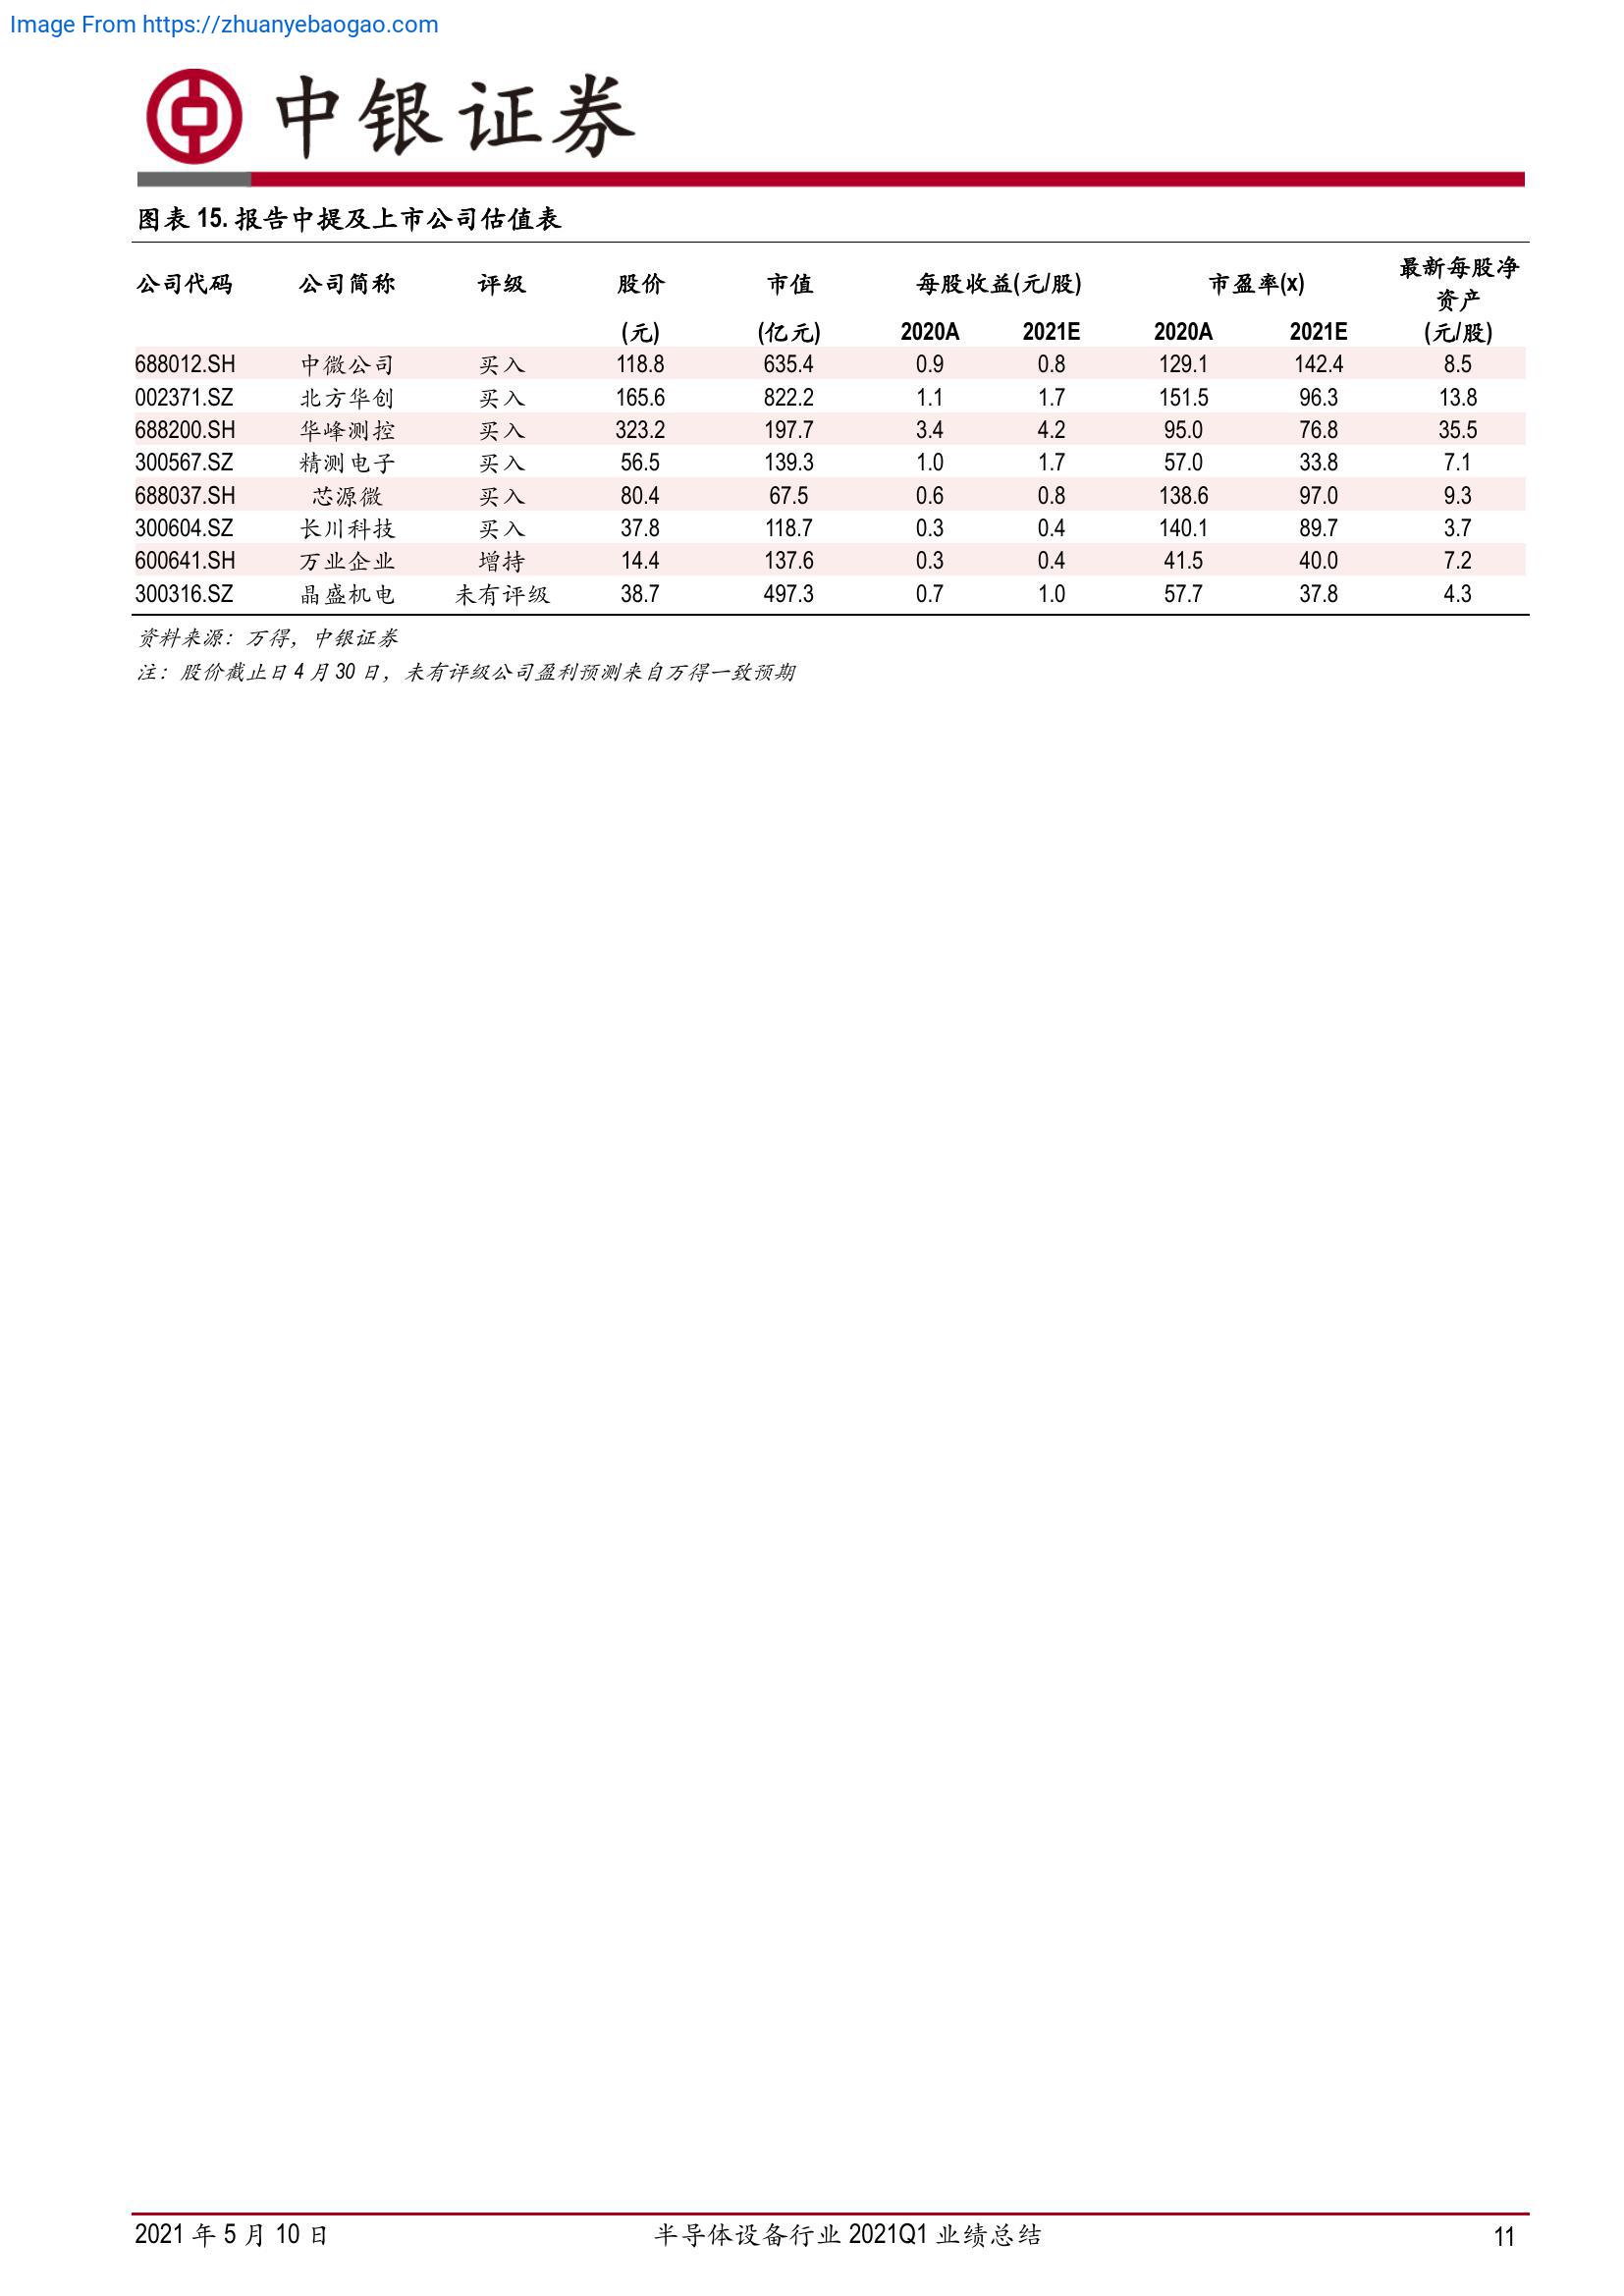 Image From https://zhuanyebaogao.com
中银证券
图表 15. 报告中提及上市公司估值表
公司代码 公司简称 评级 股价 市值 每股收益(元/股) 市盈率(x) 最新每股净
资产
(元) (亿元) 2020A 2021E 2020A 2021E (元/股)
688012.SH 中微公司 买入 118.8 635.4 0.9 0.8 129.1 142.4 8.5
002371.SZ 北方华创 买入 165.6 822.2 1.1 1.7 151.5 96.3 13.8
688200.SH 华峰测控 买入 323.2 197.7 3.4 4.2 95.0 76.8 35.5
300567.SZ 精测电子 买入 56.5 139.3 1.0 1.7 57.0 33.8 7.1
688037.SH 芯源微 买入 80.4 67.5 0.6 0.8 138.6 97.0 9.3
300604.SZ 长川科技 买入 37.8 118.7 0.3 0.4 140.1 89.7 3.7
600641.SH 万业企业 增持 14.4 137.6 0.3 0.4 41.5 40.0 7.2
300316.SZ 晶盛机电 未有评级 38.7 497.3 0.7 1.0 57.7 37.8 4.3
资料来源：万得，中银证券
注：股价截止日 4 月 30 日，未有评级公司盈利预测来自万得一致预期
2021 年 5 月 10 日 半导体设备行业 2021Q1 业绩总结 11